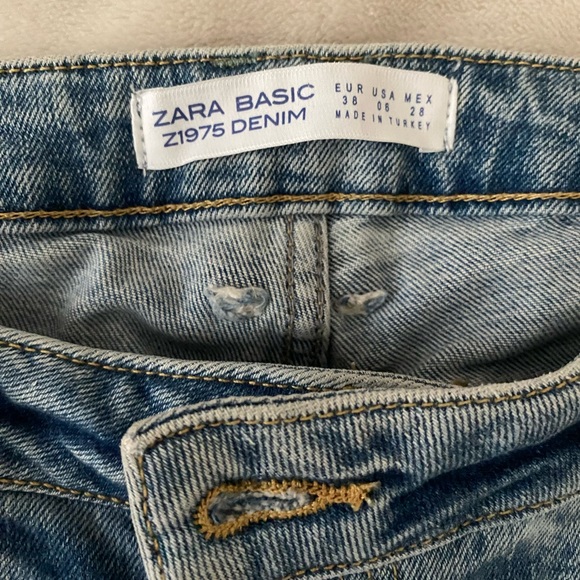 ZARA BASIC
Z1975 DENIM
EUR USA MEX
38 06 28
MADE IN TURKEY